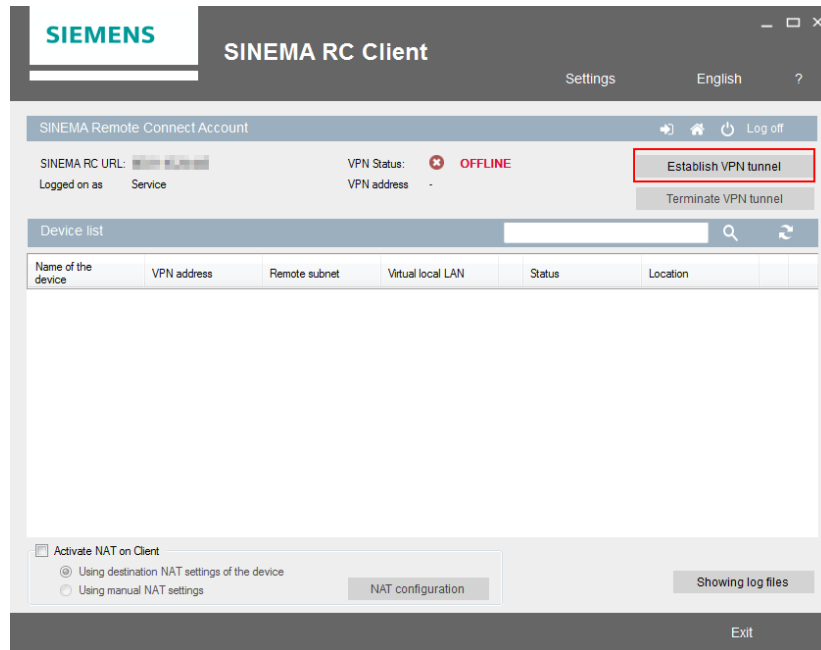 SIEMENS
SINEMA RC Client
Settings English ?
SINEMA Remote Connect Account Log off
SINEMA RC URL: VPN Status: OFFLINE Establish VPN tunnel
Logged on as Service VPN address - Terminate VPN tunnel
Device list
Name of the device VPN address Remote subnet Virtual local LAN Status Location
Activate NAT on Client
Using destination NAT settings of the device
Using manual NAT settings NAT configuration Showing log files
Exit